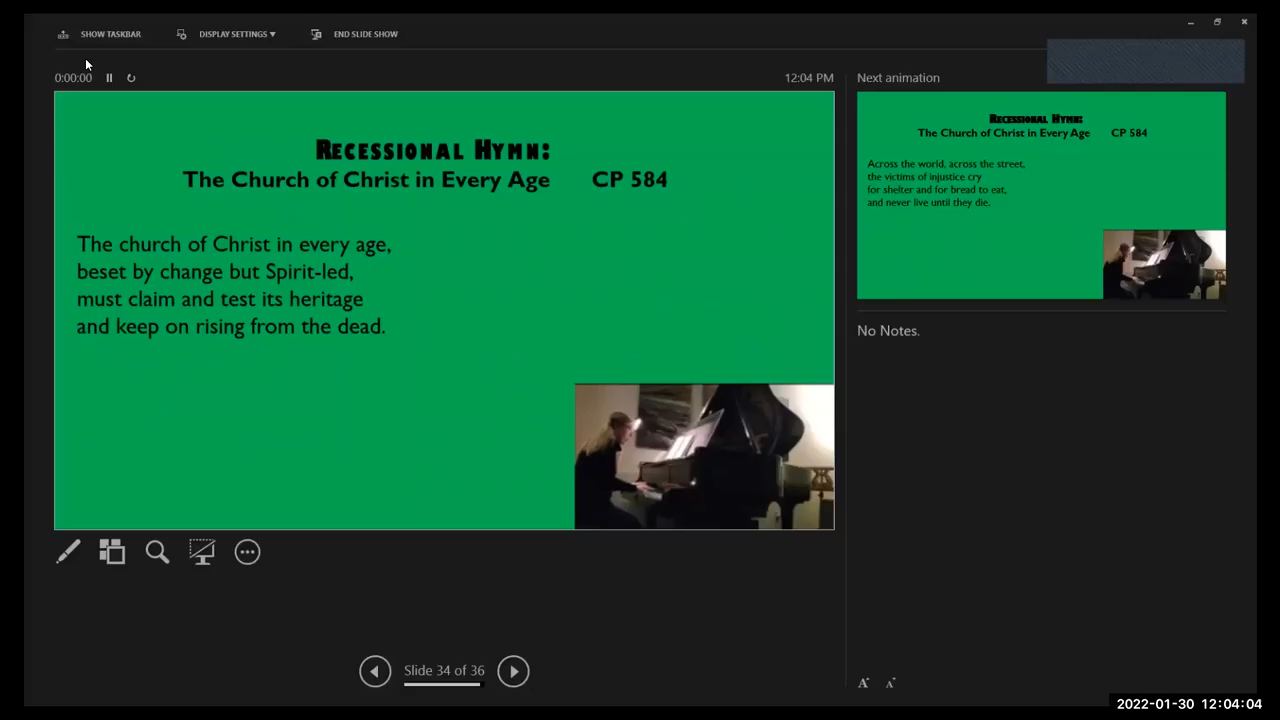 SHOW TASKBAR
DISPLAY SETTINGS ▼
END SLIDE SHOW
0:00:00
12:04 PM
Recessional Hymn:
The Church of Christ in Every Age CP 584
The church of Christ in every age,
beset by change but Spirit-led,
must claim and test its heritage
and keep on rising from the dead.
Slide 34 of 36
Next animation
Recessional Hymn:
The Church of Christ in Every Age CP 584
Across the world, across the street,
the victims of injustice cry
for shelter and for bread to eat,
and never live until they die.
No Notes.
A A
2022-01-30 12:04:04